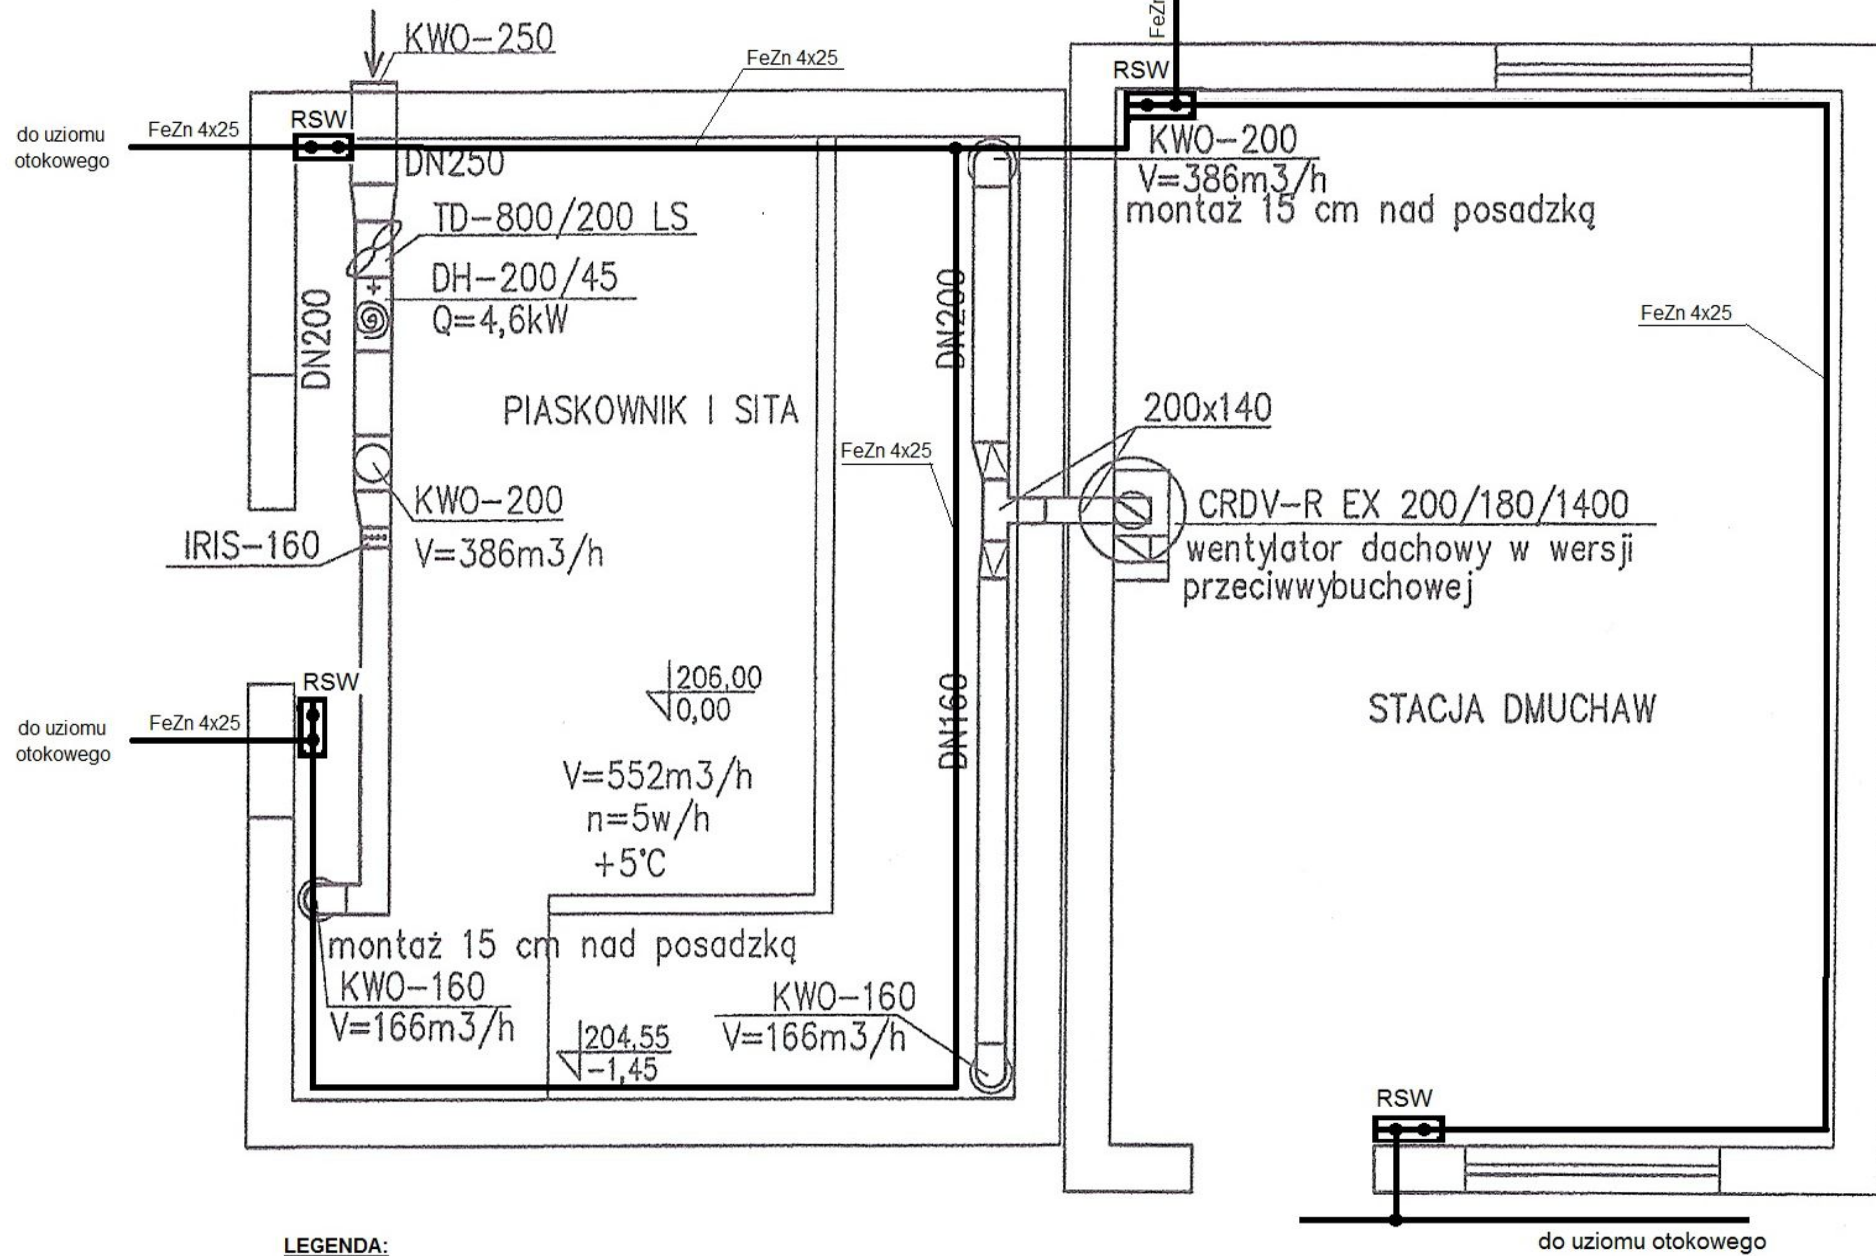 KWO-250
FeZn 4x25
FeZn
RSW
do uziomu
otokowego
FeZn 4x25
RSW
DN250
KWO-200
V=386m3/h
montaż 15 cm nad posadzką
TD-800/200 LS
DH-200/45
Q=4,6kW
DN200
DN200
FeZn 4x25
PIASKOWNIK I SITA
200x140
FeZn 4x25
KWO-200
V=386m3/h
IRIS-160
CRDV-R EX 200/180/1400
wentylator dachowy w wersji
przeciwwybuchowej
RSW
do uziomu
otokowego
FeZn 4x25
206,00
0,00
DN160
STACJA DMUCHAW
V=552m3/h
n=5w/h
+5°C
montaż 15 cm nad posadzką
KWO-160
V=166m3/h
KWO-160
V=166m3/h
204,55
-1,45
RSW
do uziomu otokowego
LEGENDA: